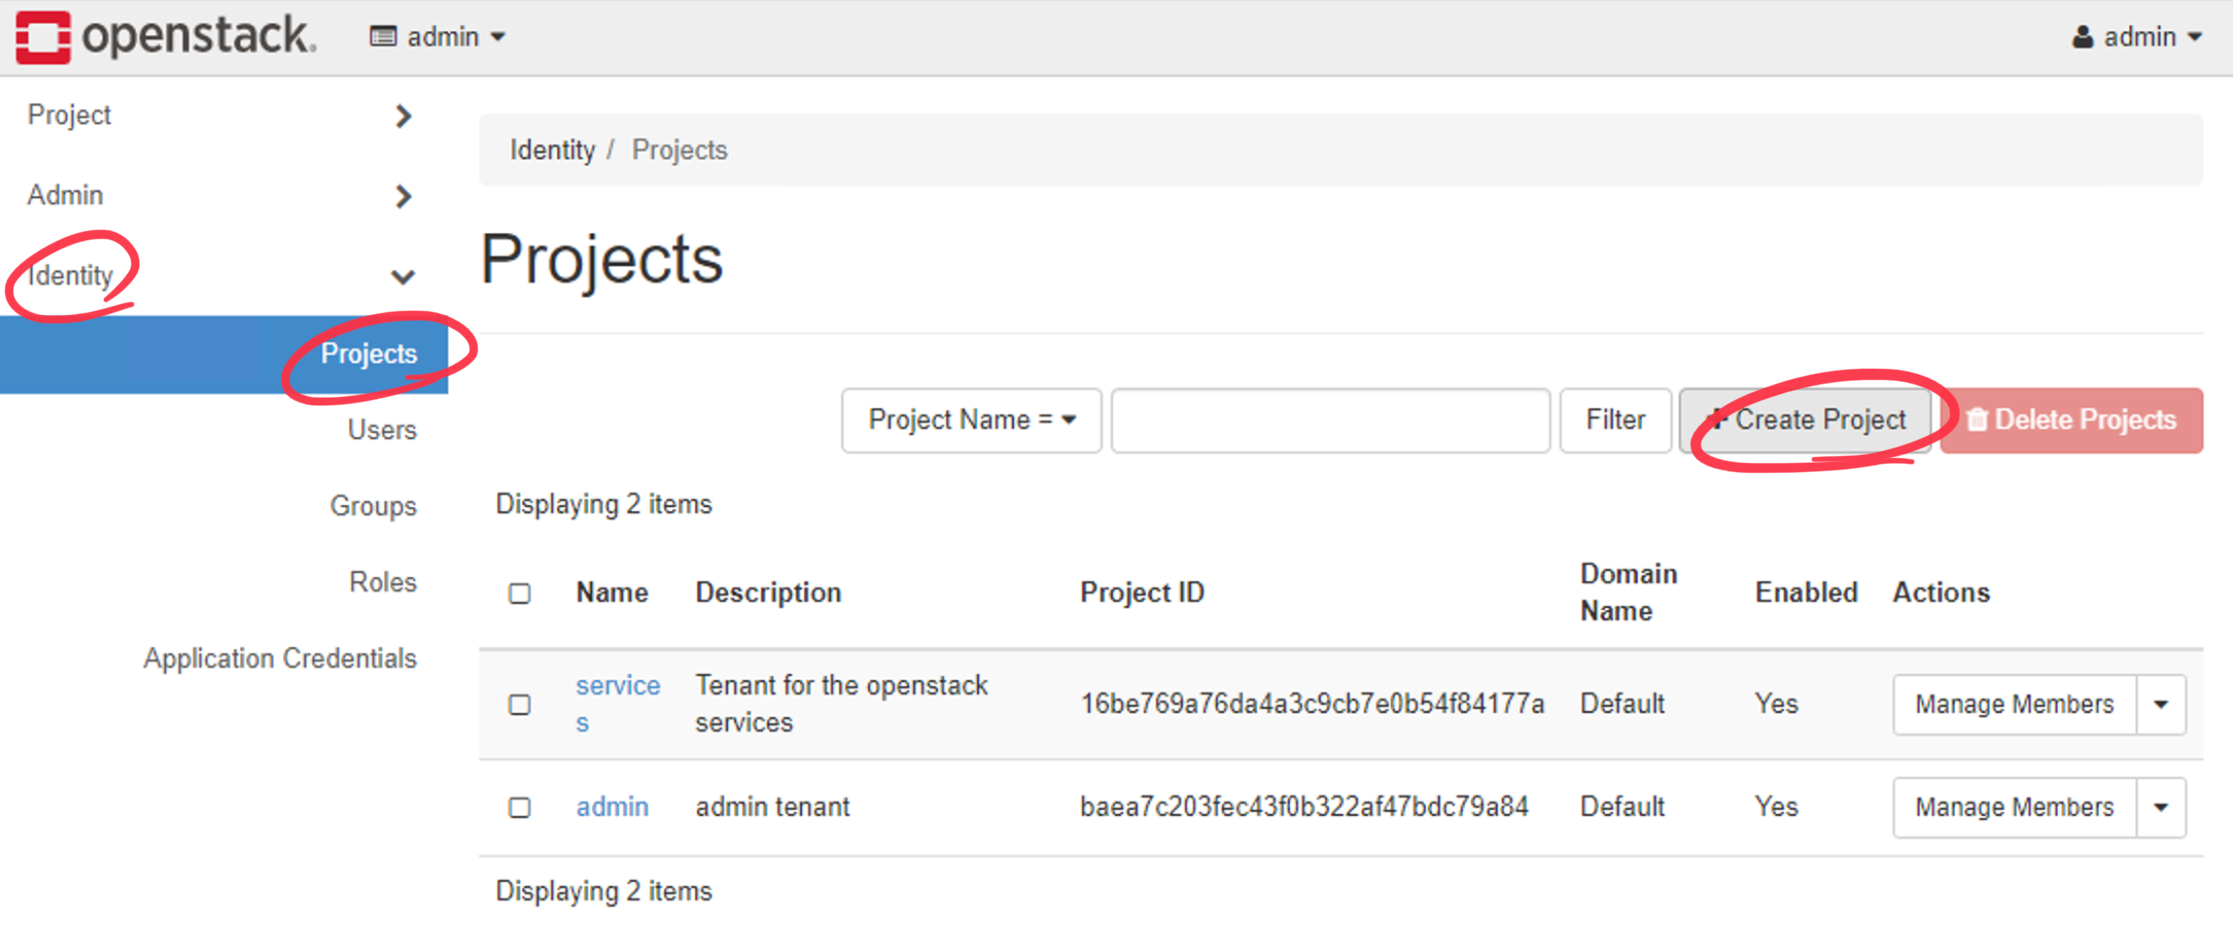 openstack. admin admin
Project
Admin
Identity
Projects
Users
Groups
Roles
Application Credentials
Identity / Projects
Projects
Project Name = Filter Create Project Delete Projects
Displaying 2 items
Name Description Project ID Domain Name Enabled Actions
services Tenant for the openstack services 16be769a76da4a3c9cb7e0b54f84177a Default Yes Manage Members
admin admin tenant baea7c203fec43f0b322af47bdc79a84 Default Yes Manage Members
Displaying 2 items